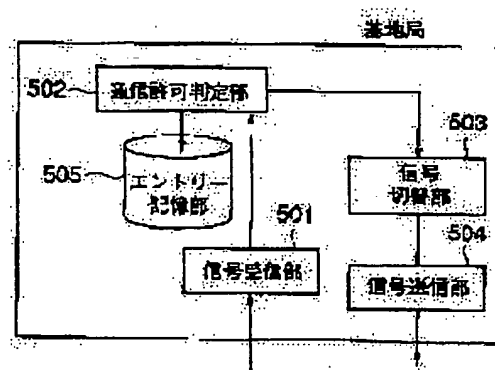 基地局
502
通信許可判定部
503
505
エントリー
記憶部
信号
切替部
501
504
信号受信部
信号送信部